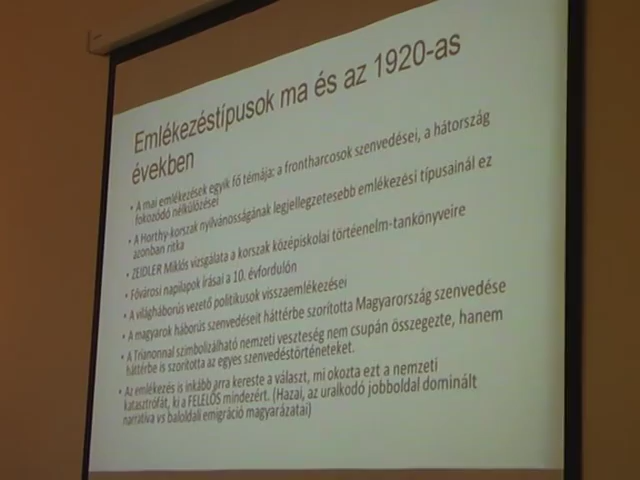 Emlékezéstípusok ma és az 1920-as
években
• A mai emlékezések egyik fő témája: a frontharcosok szenvedései, a hátország
fokozódó nélkülözései
• A Horthy-korszak nyilvánosságának legjellegzetesebb emlékezési típusainál ez
azonban ritka
• ZEIDLER Miklós vizsgálata a korszak középiskolai törtéenelm-tankönyveire
• Fővárosi napilapok írásai a 10. évfordulón
• A világháborús vezető politikusok visszaemlékezései
• A magyarok háborús szenvedéseit háttérbe szorította Magyarország szenvedése
• A Trianonnal szimbolizálható nemzeti veszteség nem csupán összegezte, hanem
háttérbe is szorította az egyes szenvedéstörténeteket.
• Az emlékezés is inkább arra kereste a választ, mi okozta ezt a nemzeti
katasztrófát, ki a FELELŐS mindezért. (Hazai, az uralkodó jobboldal dominált
narratíva vs baloldali emigráció magyarázatai)